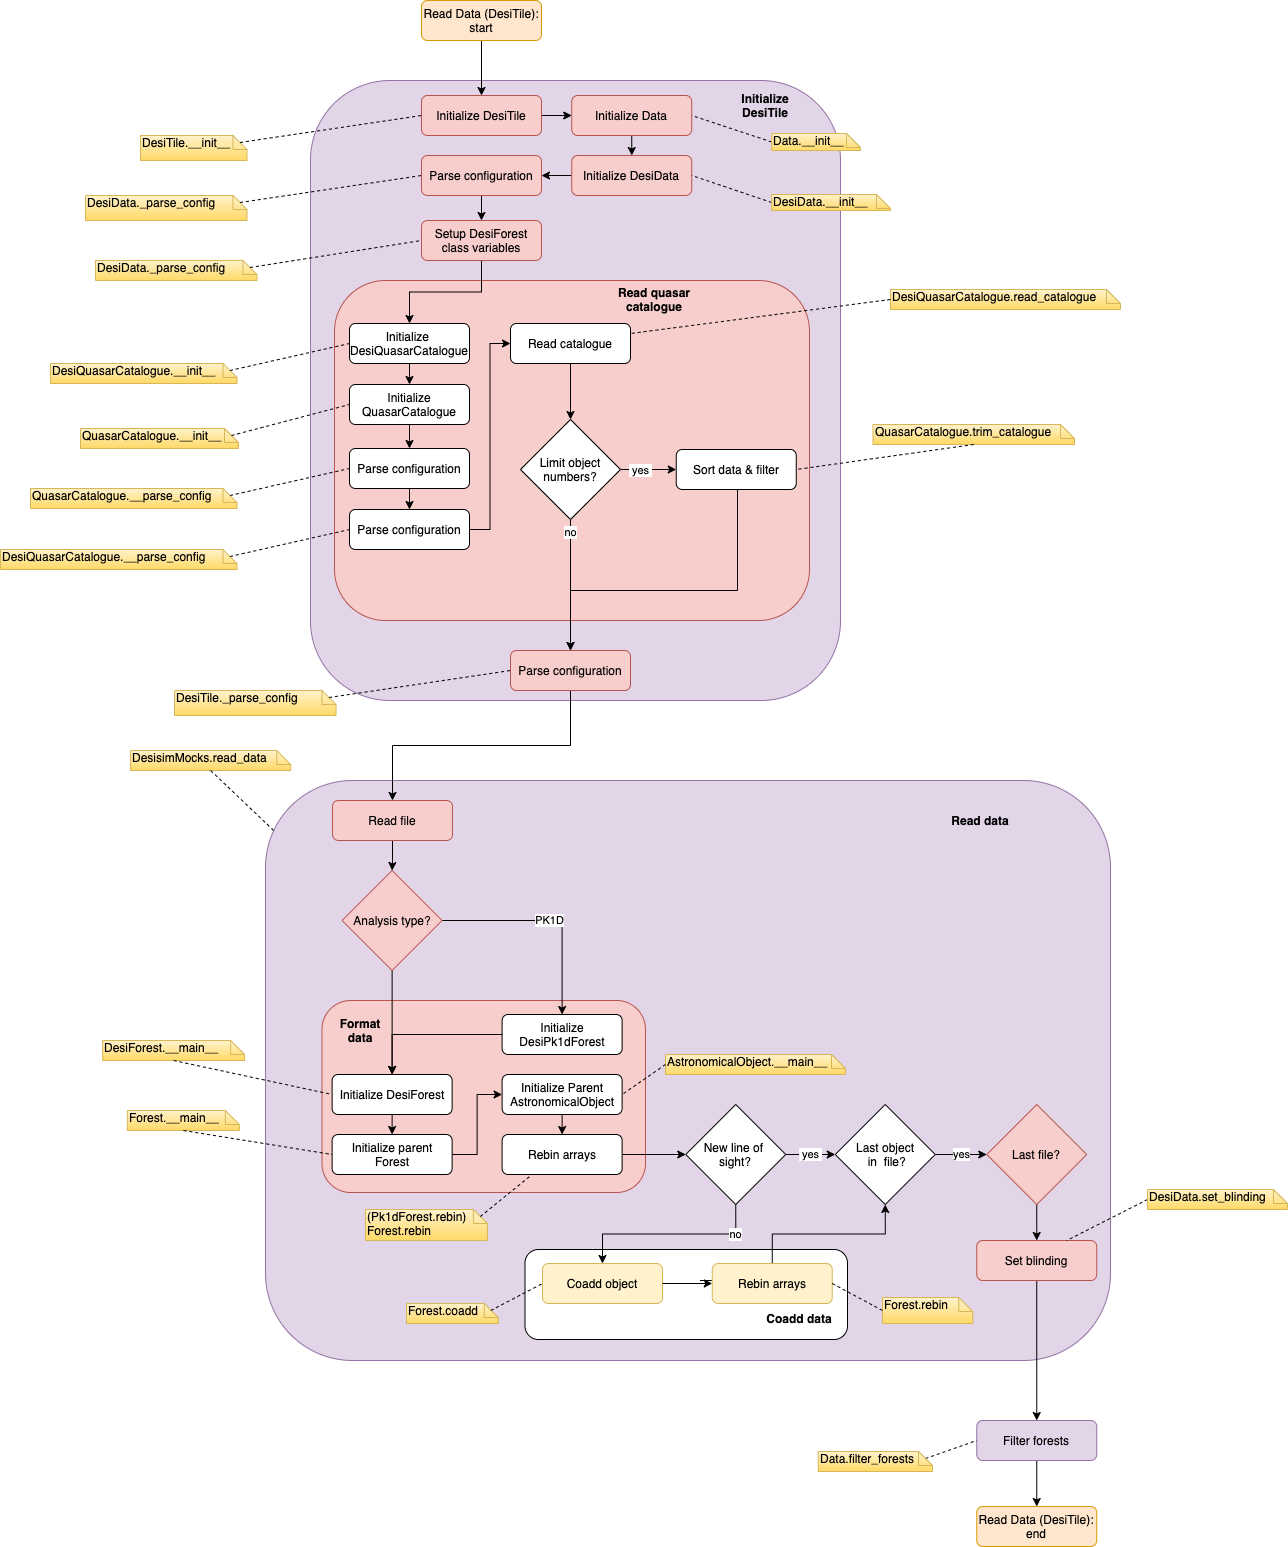 Read Data (DesiTile):
start
Initialize
DesiTile
Initialize DesiTile
Initialize Data
DesiTile.__init__
Data.__init__
Parse configuration
Initialize DesiData
DesiData._parse_config
DesiData.__init__
Setup DesiForest
class variables
DesiData._parse_config
Read quasar
catalogue
DesiQuasarCatalogue.read_catalogue
Initialize
DesiQuasarCatalogue
Read catalogue
DesiQuasarCatalogue.__init__
Initialize
QuasarCatalogue
QuasarCatalogue.__init__
QuasarCatalogue.trim_catalogue
Parse configuration
Limit object
numbers?
yes
Sort data & filter
QuasarCatalogue.__parse_config
Parse configuration
no
DesiQuasarCatalogue.__parse_config
Parse configuration
DesiTile._parse_config
DesisimMocks.read_data
Read file
Read data
Analysis type?
PK1D
Format
data
Initialize
DesiPk1dForest
DesiForest.__main__
AstronomicalObject.__main__
Initialize DesiForest
Initialize Parent
AstronomicalObject
Forest.__main__
Initialize parent
Forest
Rebin arrays
New line of
sight?
yes
Last object
in  file?
yes
Last file?
DesiData.set_blinding
(Pk1dForest.rebin)
Forest.rebin
no
Set blinding
Coadd object
Rebin arrays
Forest.coadd
Forest.rebin
Coadd data
Filter forests
Data.filter_forests
Read Data (DesiTile):
end